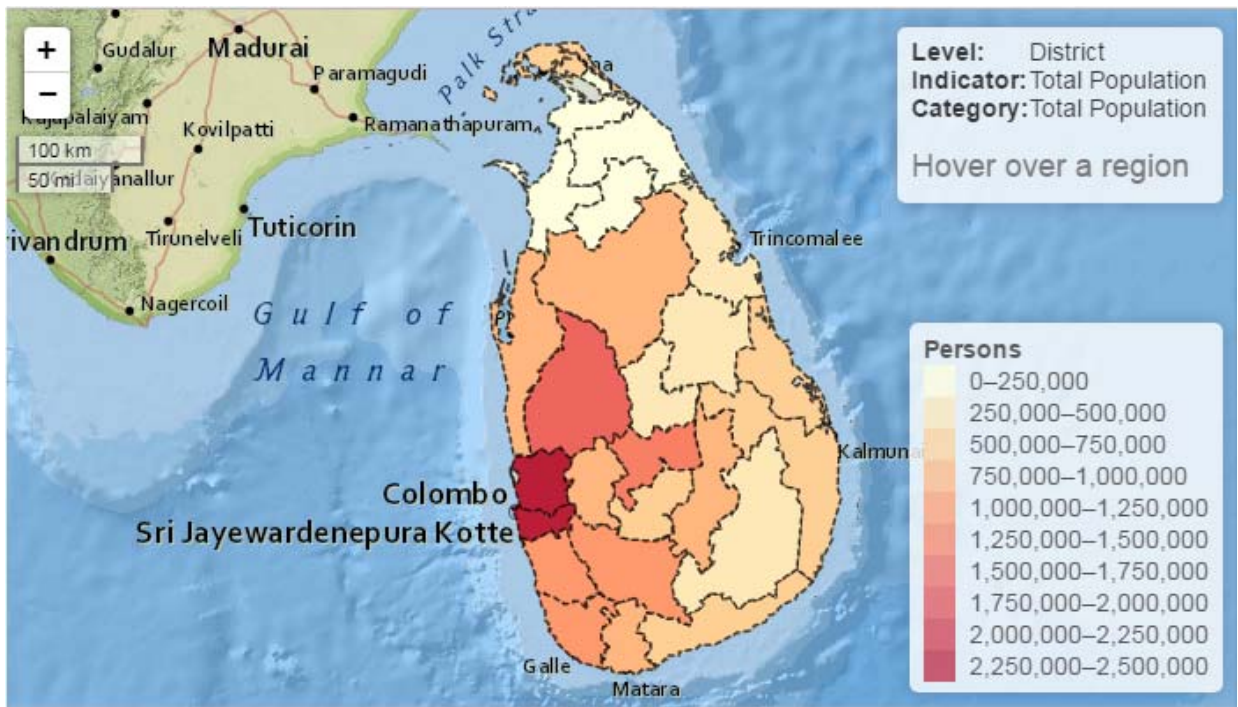 +
−
100 km
50 mi
Gudalur
Madurai
Paramagudi
Ramanathapuram
Kovilpatti
Tirunelveli
Tuticorin
Nagercoil
Palk
Gulf of
Mannar
Trincomalee
Colombo
Sri Jayewardenepura Kotte
Galle
Matara
Level: District
Indicator: Total Population
Category: Total Population
Hover over a region
Persons
0–250,000
250,000–500,000
500,000–750,000
750,000–1,000,000
1,000,000–1,250,000
1,250,000–1,500,000
1,500,000–1,750,000
1,750,000–2,000,000
2,000,000–2,250,000
2,250,000–2,500,000